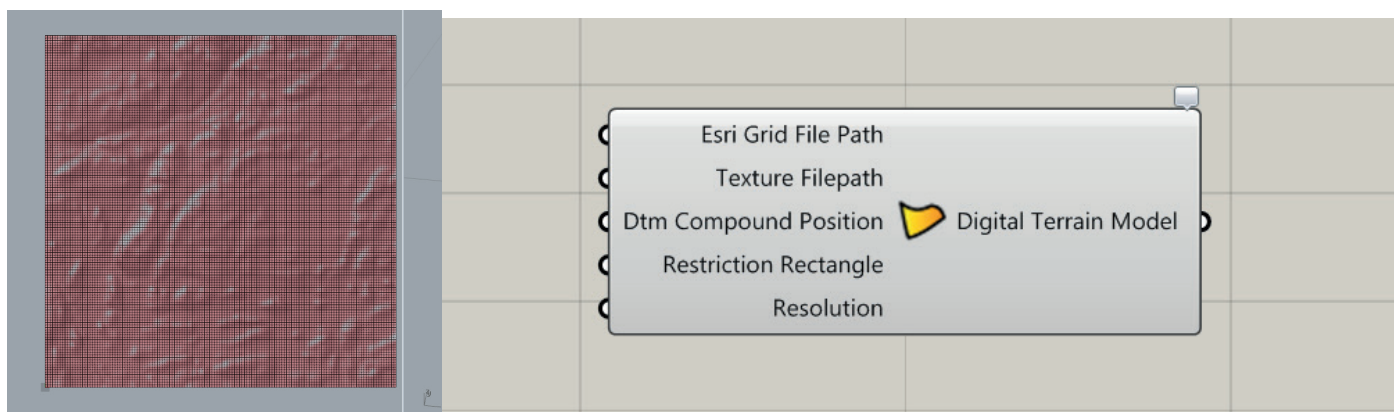 Esri Grid File Path
Texture Filepath
Dtm Compound Position
Digital Terrain Model
Restriction Rectangle
Resolution